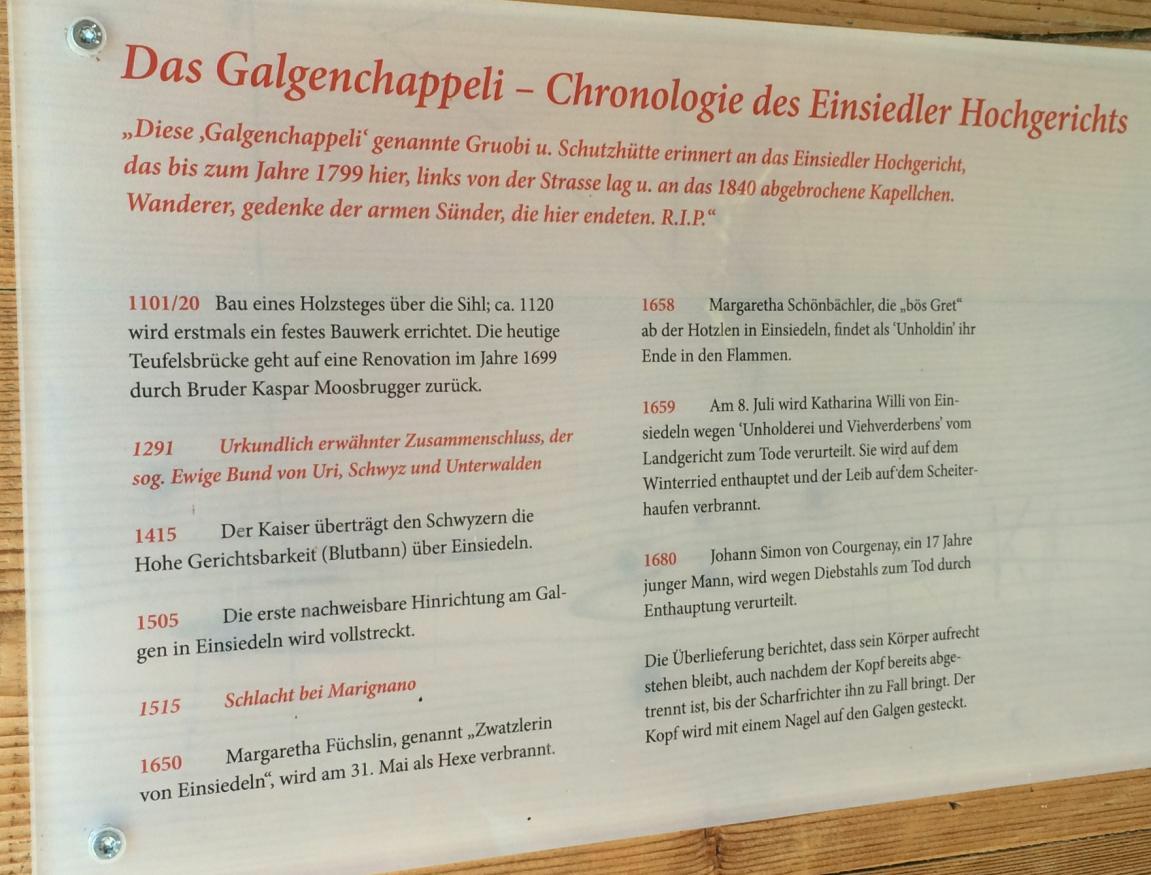 Das Galgenchappeli – Chronologie des Einsiedler Hochgerichts
„Diese ‚Galgenchappeli‘ genannte Gruobi u. Schutzhütte erinnert an das Einsiedler Hochgericht,
das bis zum Jahre 1799 hier, links von der Strasse lag u. an das 1840 abgebrochene Kapellchen.
Wanderer, gedenke der armen Sünder, die hier endeten. R.I.P.“
1101/20 Bau eines Holzsteges über die Sihl; ca. 1120
wird erstmals ein festes Bauwerk errichtet. Die heutige
Teufelsbrücke geht auf eine Renovation im Jahre 1699
durch Bruder Kaspar Moosbrugger zurück.
1291 Urkundlich erwähnter Zusammenschluss, der
sog. Ewige Bund von Uri, Schwyz und Unterwalden
1415 Der Kaiser überträgt den Schwyzern die
Hohe Gerichtsbarkeit (Blutbann) über Einsiedeln.
1505 Die erste nachweisbare Hinrichtung am Gal-
gen in Einsiedeln wird vollstreckt.
1515 Schlacht bei Marignano
1650 Margaretha Füchslin, genannt „Zwatzlerin
von Einsiedeln“, wird am 31. Mai als Hexe verbrannt.
1658 Margaretha Schönbächler, die „bös Gret“
ab der Hotzlen in Einsiedeln, findet als ‘Unholdin’ ihr
Ende in den Flammen.
1659 Am 8. Juli wird Katharina Willi von Ein-
siedeln wegen ‘Unholderei und Viehverderbens’ vom
Landgericht zum Tode verurteilt. Sie wird auf dem
Winterried enthauptet und der Leib auf dem Scheiter-
haufen verbrannt.
1680 Johann Simon von Courgenay, ein 17 Jahre
junger Mann, wird wegen Diebstahls zum Tod durch
Enthauptung verurteilt.
Die Überlieferung berichtet, dass sein Körper aufrecht
stehen bleibt, auch nachdem der Kopf bereits abge-
trennt ist, bis der Scharfrichter ihn zu Fall bringt. Der
Kopf wird mit einem Nagel auf den Galgen gesteckt.